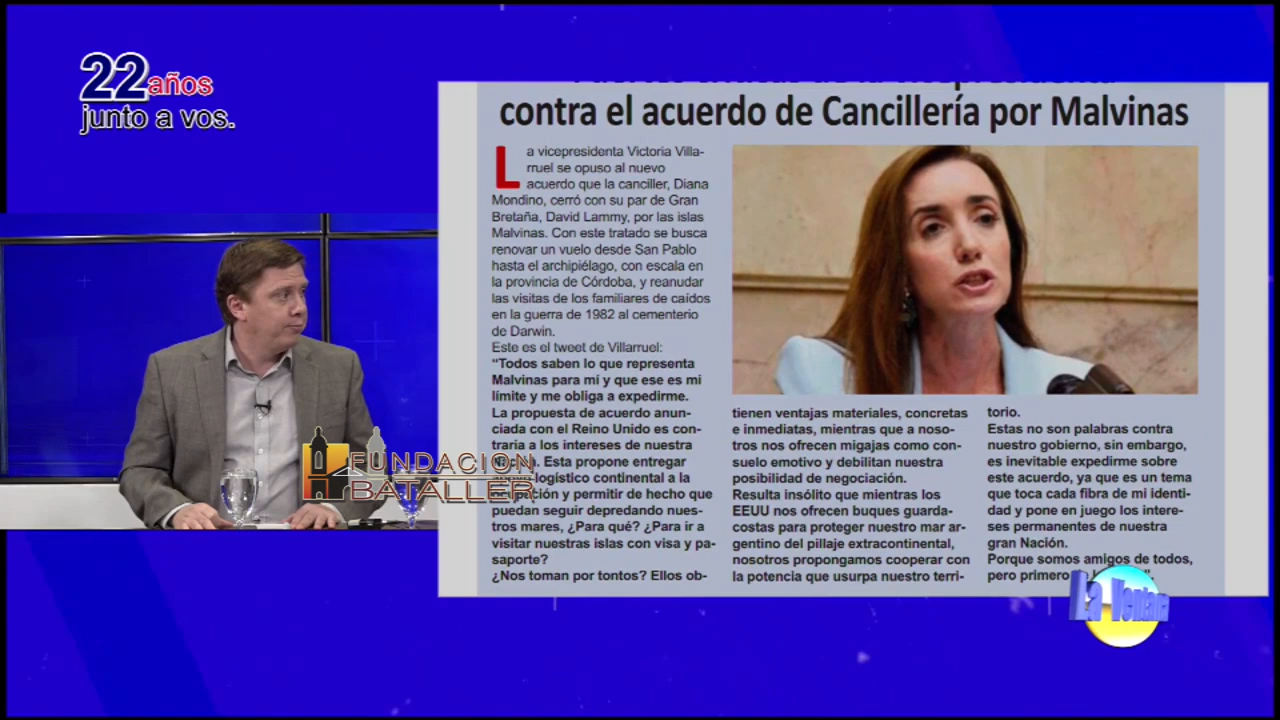 22 años
junto a vos.
contra el acuerdo de Cancillería por Malvinas
La vicepresidenta Victoria Villa-
rruel se opuso al nuevo
acuerdo que la canciller, Diana
Mondino, cerró con su par de Gran
Bretaña, David Lammy, por las islas
Malvinas. Con este tratado se busca
renovar un vuelo desde San Pablo
hasta el archipiélago, con escala en
la provincia de Córdoba, y reanudar
las visitas de los familiares de caídos
en la guerra de 1982 al cementerio
de Darwin.
Este es el tweet de Villarruel:
“Todos saben lo que representa
Malvinas para mí y que ese es mi
límite y me obliga a expedirme.
La propuesta de acuerdo anun-
ciada con el Reino Unido es con-
traria a los intereses de nuestra
Esta propone entregar
logístico continental a la
y permitir de hecho que
puedan seguir depredando nues-
tros mares, ¿Para qué? ¿Para ir a
visitar nuestras islas con visa y pa-
saporte?
¿Nos toman por tontos? Ellos ob-
tienen ventajas materiales, concretas
e inmediatas, mientras que a noso-
tros nos ofrecen migajas como con-
suelo emotivo y debilitan nuestra
posibilidad de negociación.
Resulta insólito que mientras los
EEUU nos ofrecen buques guarda-
costas para proteger nuestro mar ar-
gentino del pillaje extracontinental,
nosotros propongamos cooperar con
la potencia que usurpa nuestro terri-
torio.
Estas no son palabras contra
nuestro gobierno, sin embargo,
es inevitable expedirme sobre
este acuerdo, ya que es un tema
que toca cada fibra de mi identi-
dad y pone en juego los intere-
ses permanentes de nuestra
gran Nación.
Porque somos amigos de todos,
pero primero
FUNDACION
BATALLER
La Ventana